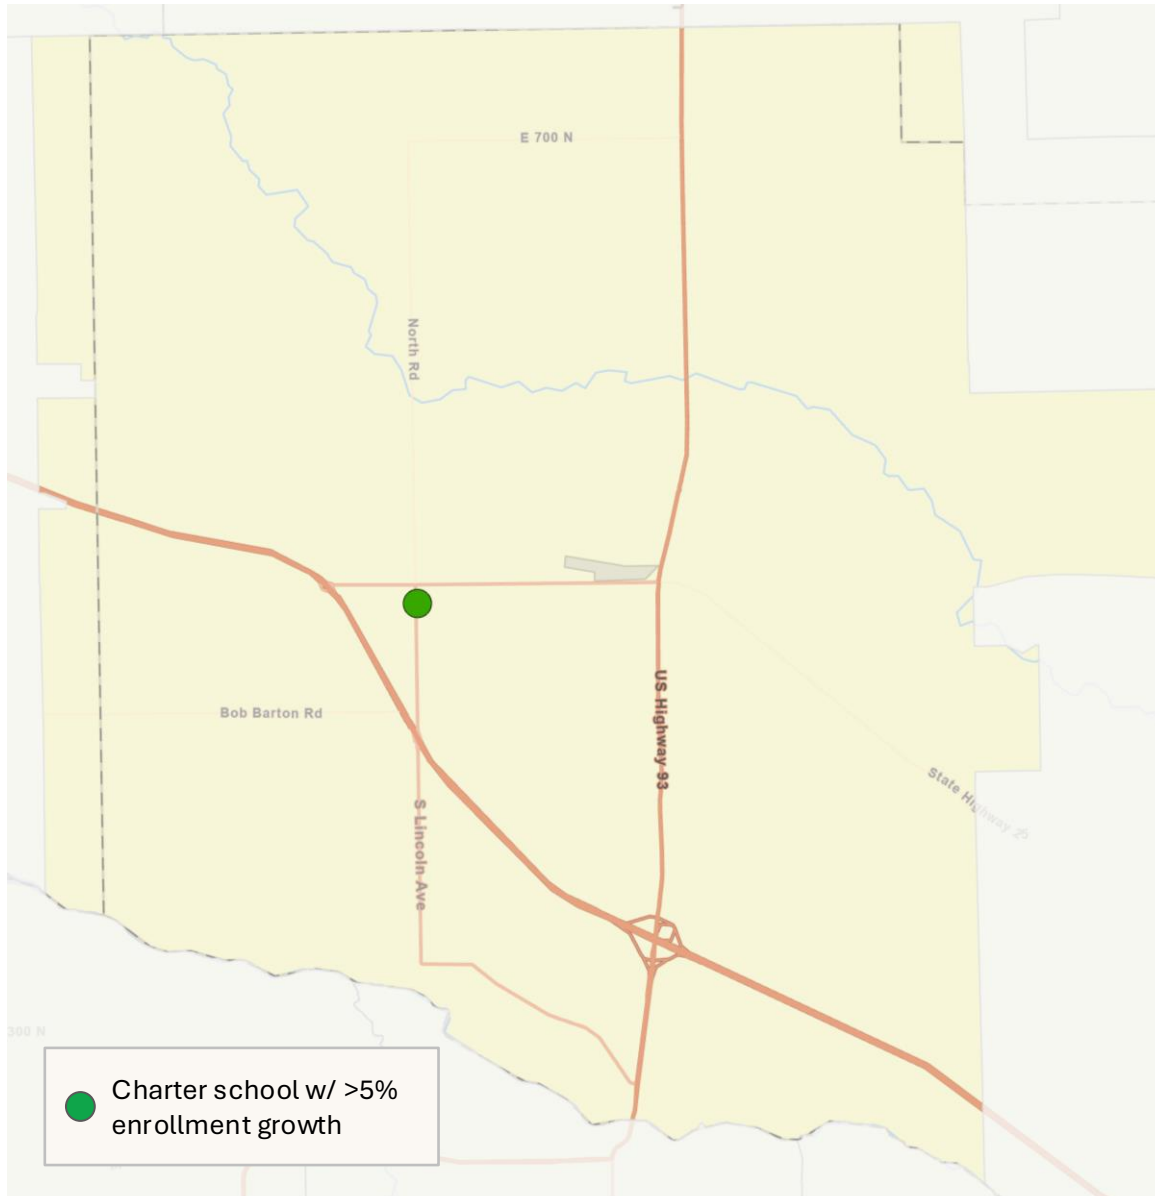 E 700 N
North Rd
Bob Barton Rd
US Highway 93
State Highway 25
S Lincoln Ave
300 N
Charter school w/ >5%
enrollment growth